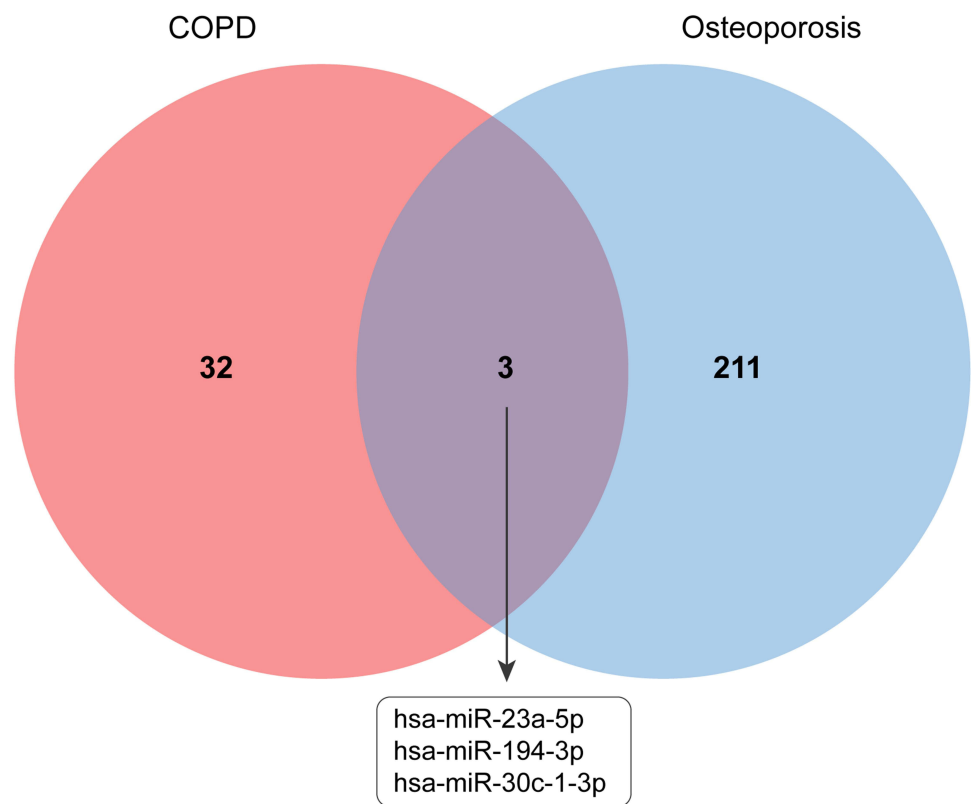 COPD
Osteoporosis
32
3
211
hsa-miR-23a-5p
hsa-miR-194-3p
hsa-miR-30c-1-3p